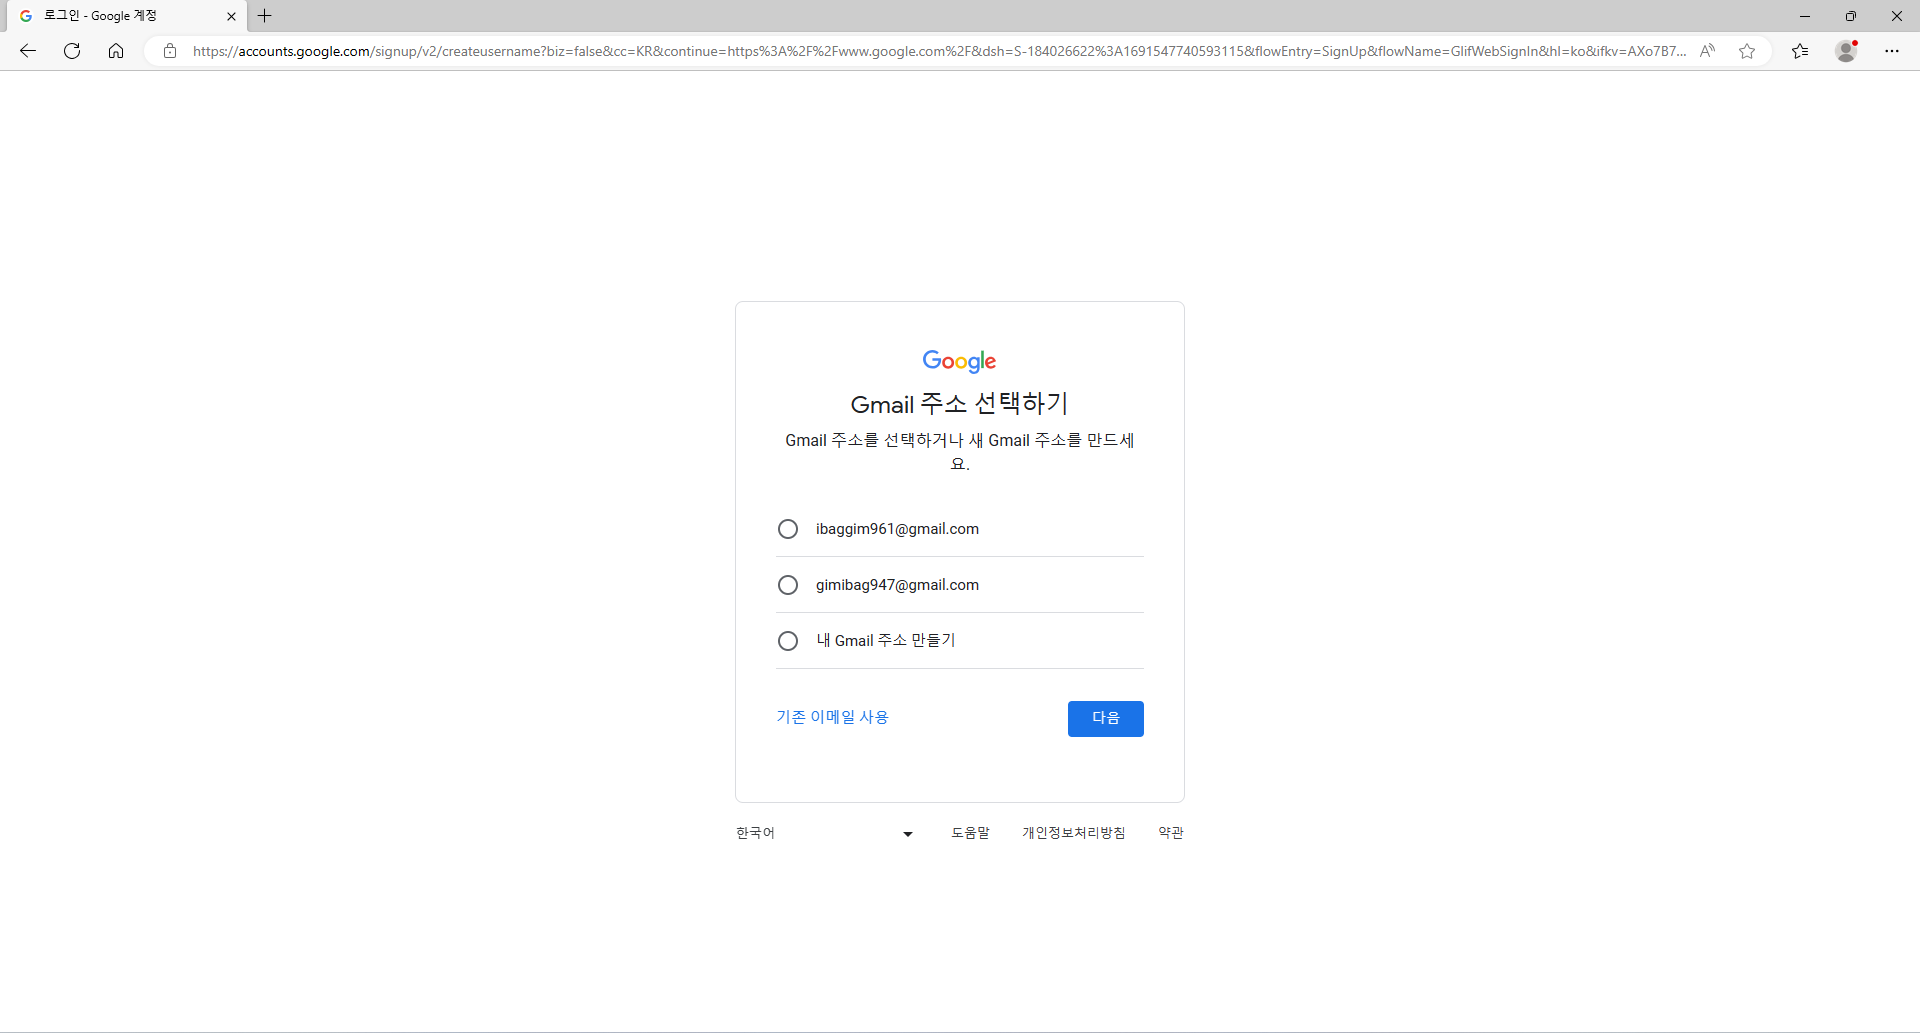 로그인 - Google 계정
https://accounts.google.com/signup/v2/createusername?biz=false&cc=KR&continue=https%3A%2F%2Fwww.google.com%2F&dsh=S-184026622%3A1691547740593115&flowEntry=SignUp&flowName=GlifWebSignIn&hl=ko&ifkv=AXo7B7...
Google
Gmail 주소 선택하기
Gmail 주소를 선택하거나 새 Gmail 주소를 만드세
요.
ibaggim961@gmail.com
gimibag947@gmail.com
내 Gmail 주소 만들기
기존 이메일 사용 다음
한국어 도움말 개인정보처리방침 약관